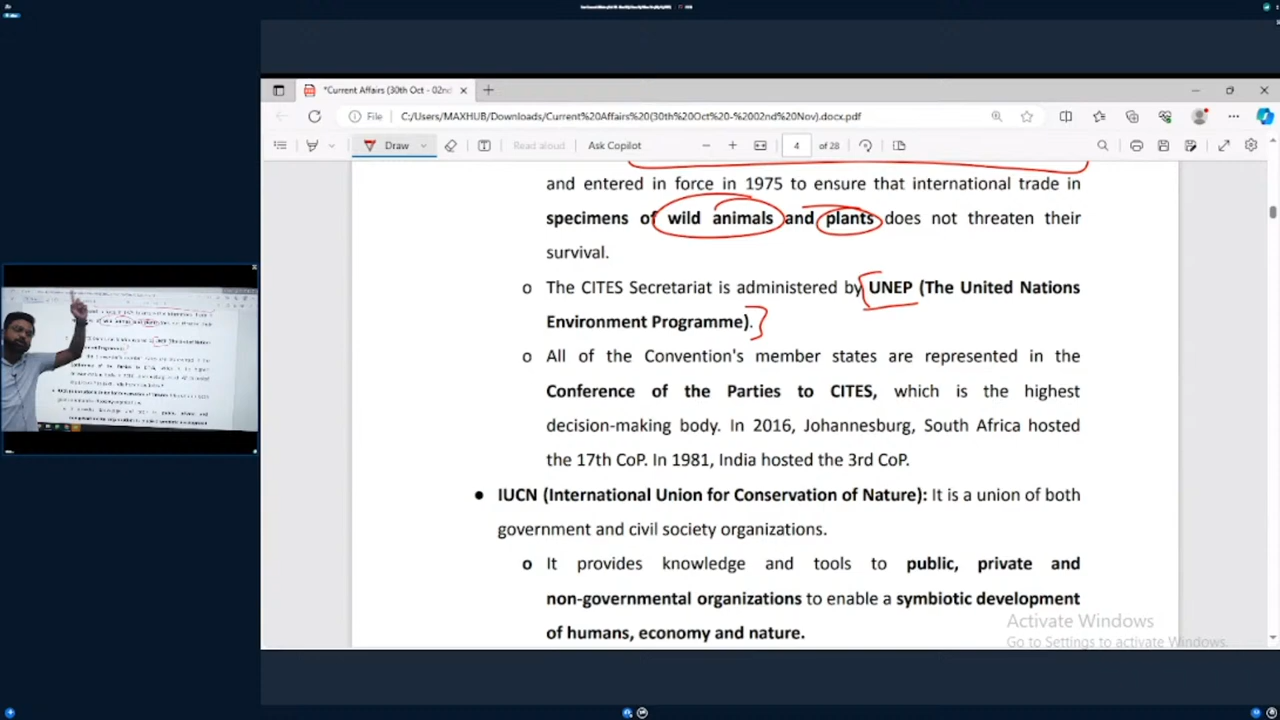 *Current Affairs (30th Oct - 02nd
File
C:/Users/MAXHUB/Downloads/Current%20Affairs%20(30th%20Oct%20-%2002nd%20Nov).docx.pdf
Draw
Read aloud
Ask Copilot
4 of 28
and entered in force in 1975 to ensure that international trade in
specimens of wild animals and plants does not threaten their
survival.
o The CITES Secretariat is administered by UNEP (The United Nations
Environment Programme).
o All of the Convention's member states are represented in the
Conference of the Parties to CITES, which is the highest
decision-making body. In 2016, Johannesburg, South Africa hosted
the 17th CoP. In 1981, India hosted the 3rd CoP.
● IUCN (International Union for Conservation of Nature): It is a union of both
government and civil society organizations.
o It provides knowledge and tools to public, private and
non-governmental organizations to enable a symbiotic development
of humans, economy and nature.
Activate Windows
Go to Settings to activate Windows.